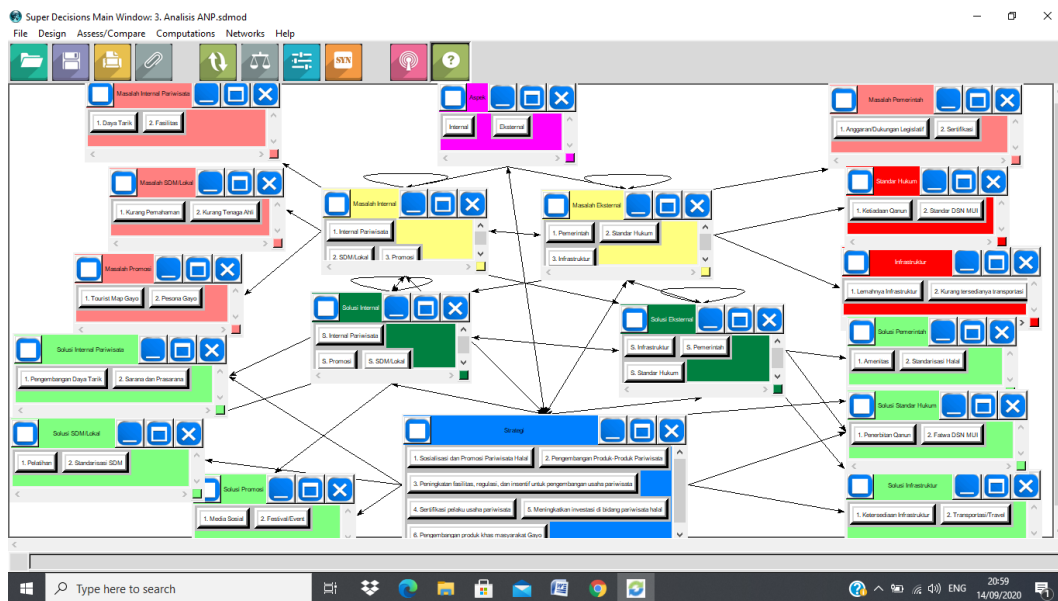 Super Decisions Main Window: 3. Analisis ANP.sdmod
File Design Assess/Compare Computations Networks Help
SYN
Masalah Internal Pariwisata
1. Daya Tarik 2. Fasilitas
Aspek
Internal Eksternal
Masalah Pemerintah
1. Anggaran/Dukungan Legislatif 2. Sertifikasi
Masalah SDM/Lokal
1. Kurang Pemahaman 2. Kurang Tenaga Ahli
Masalah Internal
1. Internal Pariwisata
2. SDM/Lokal 3. Promosi
Masalah Eksternal
1. Pemerintah 2. Standar Hukum
3. Infrastruktur
Standar Hukum
1. Ketiadaan Qanun 2. Standar DSN MUI
Masalah Promosi
1. Tourist Map Gayo 2. Pesona Gayo
Infrastruktur
1. Lemahnya Infrastruktur 2. Kurang tersedianya transportasi
Solusi Internal
S. Internal Pariwisata
S. Promosi S. SDM/Lokal
Solusi Eksternal
S. Infrastruktur S. Pemerintah
S. Standar Hukum
Solusi Pemerintah
1. Amenitas 2. Standarisasi Halal
Solusi Internal Pariwisata
1. Pengembangan Daya Tarik 2. Sarana dan Prasarana
Solusi Standar Hukum
1. Penerbitan Qanun 2. Fatwa DSN MUI
Solusi SDM/Lokal
1. Pelatihan 2. Standarisasi SDM
Strategi
1. Sosialisasi dan Promosi Pariwisata Halal 2. Pengembangan Produk-Produk Pariwisata
3. Peningkatan fasilitas, regulasi, dan insentif untuk pengembangan usaha pariwisata
4. Sertifikasi pelaku usaha pariwisata 5. Meningkatkan investasi di bidang pariwisata halal
6. Pengembangan produk khas masyarakat Gayo
Solusi Promosi
1. Media Sosial 2. Festival/Event
Solusi Infrastruktur
1. Ketersediaan Infrastruktur 2. Transportasi/Travel
Type here to search
ENG
20:59
14/09/2020